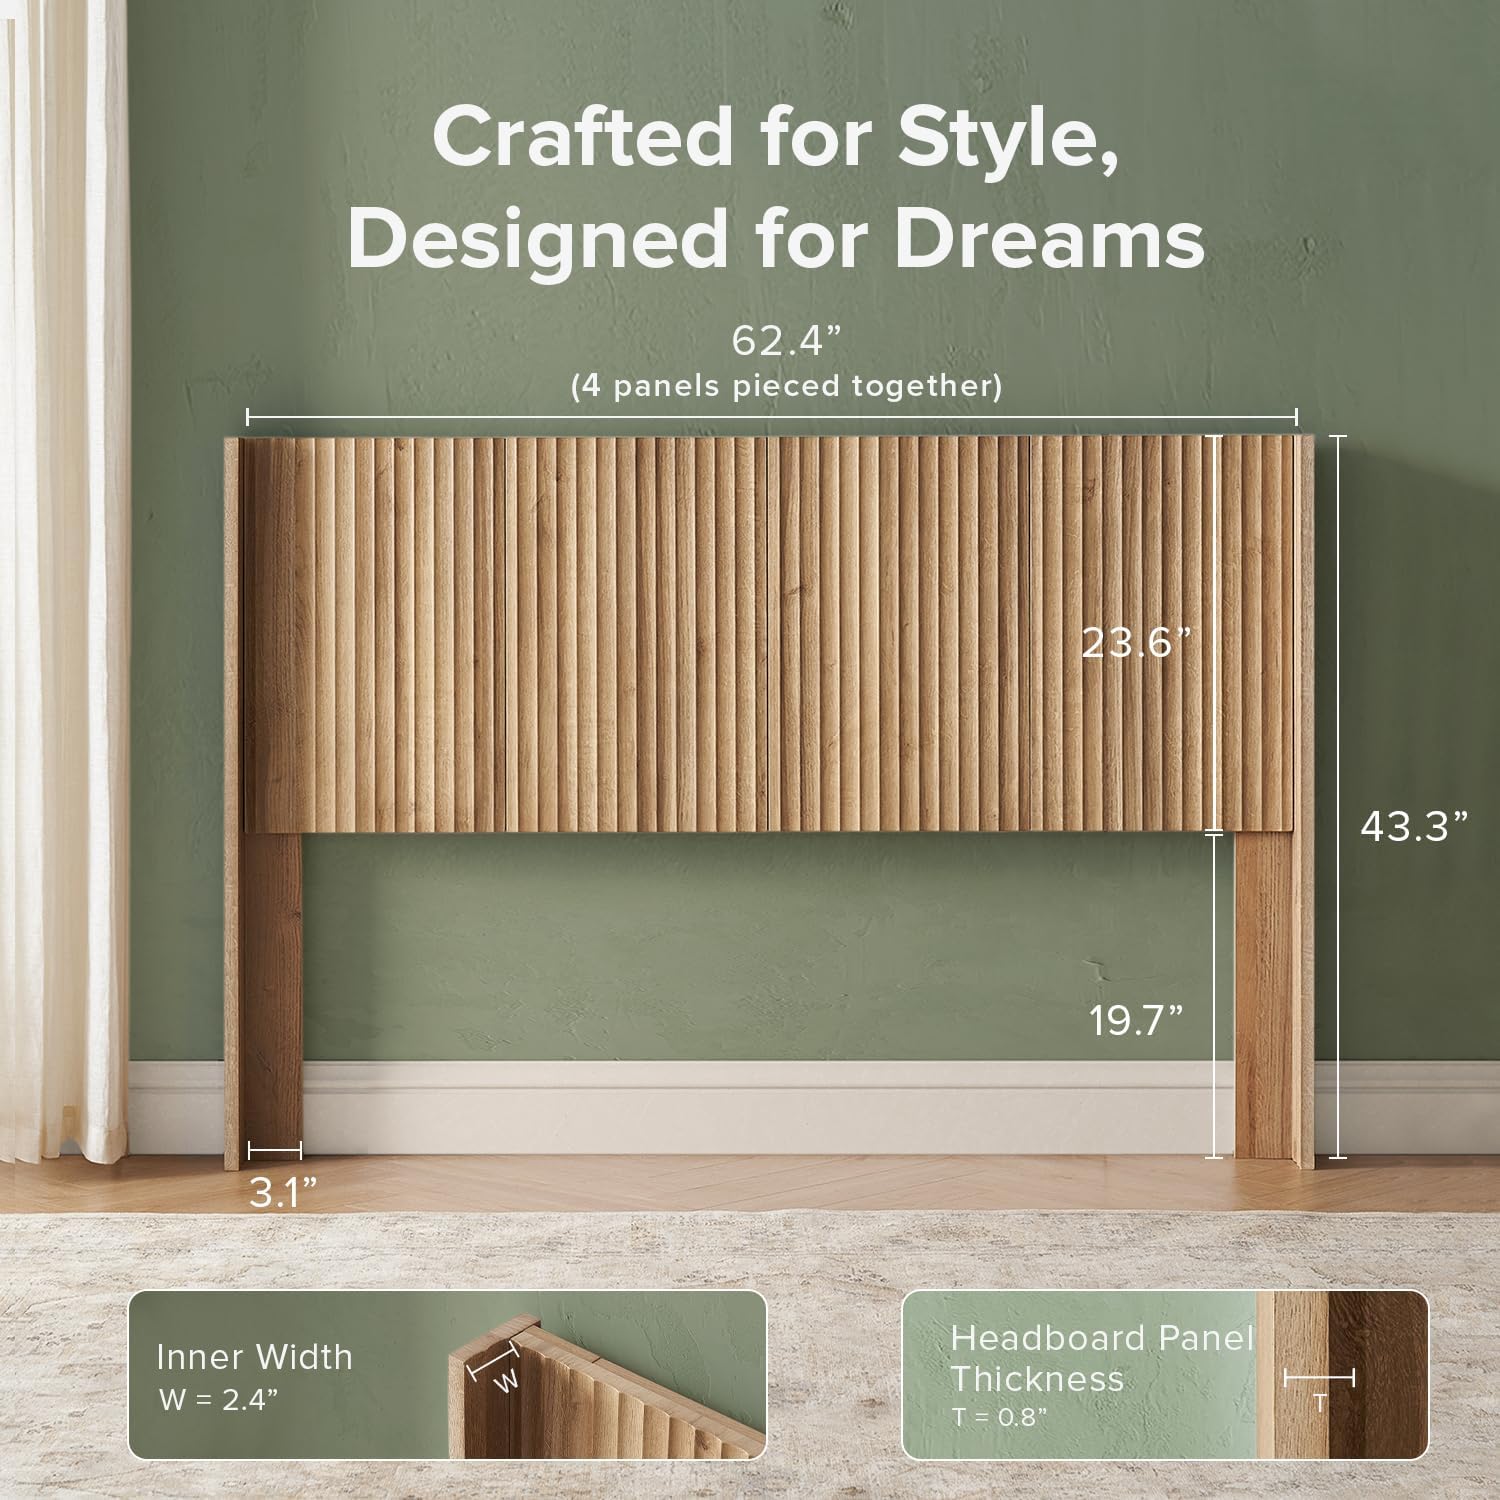 Crafted for Style,
Designed for Dreams
62.4”
(4 panels pieced together)
23.6”
43.3”
19.7”
3.1”
Inner Width
W = 2.4”
W
Headboard Panel
Thickness
T = 0.8”
T